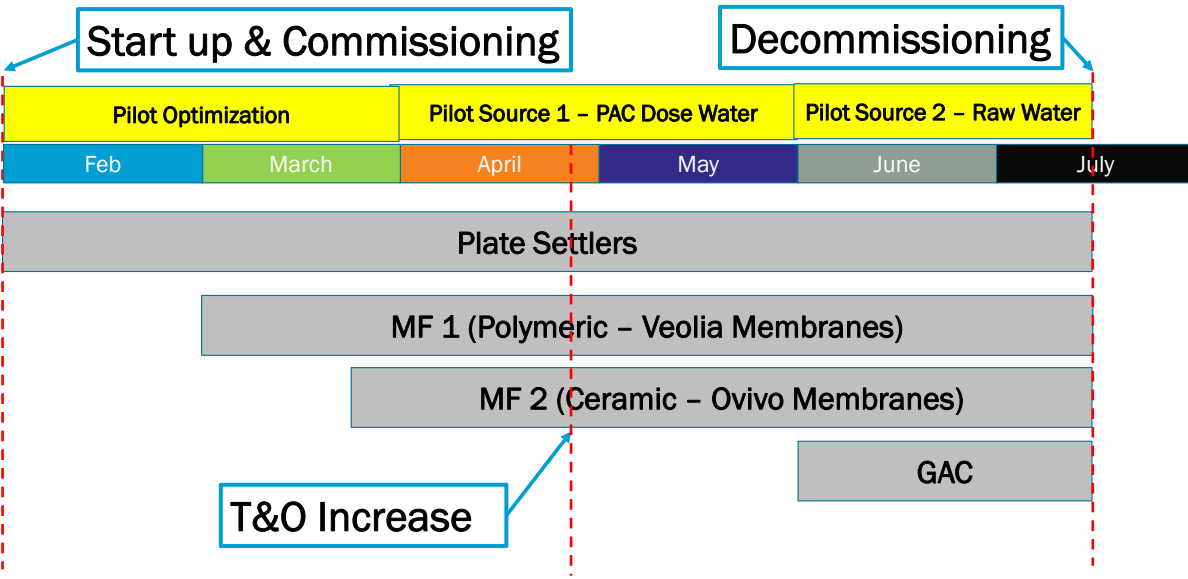 Start up & Commissioning
Decommissioning
Pilot Optimization
Pilot Source 1 – PAC Dose Water
Pilot Source 2 – Raw Water
Feb
March
April
May
June
July
Plate Settlers
MF 1 (Polymeric – Veolia Membranes)
MF 2 (Ceramic – Ovivo Membranes)
GAC
T&O Increase